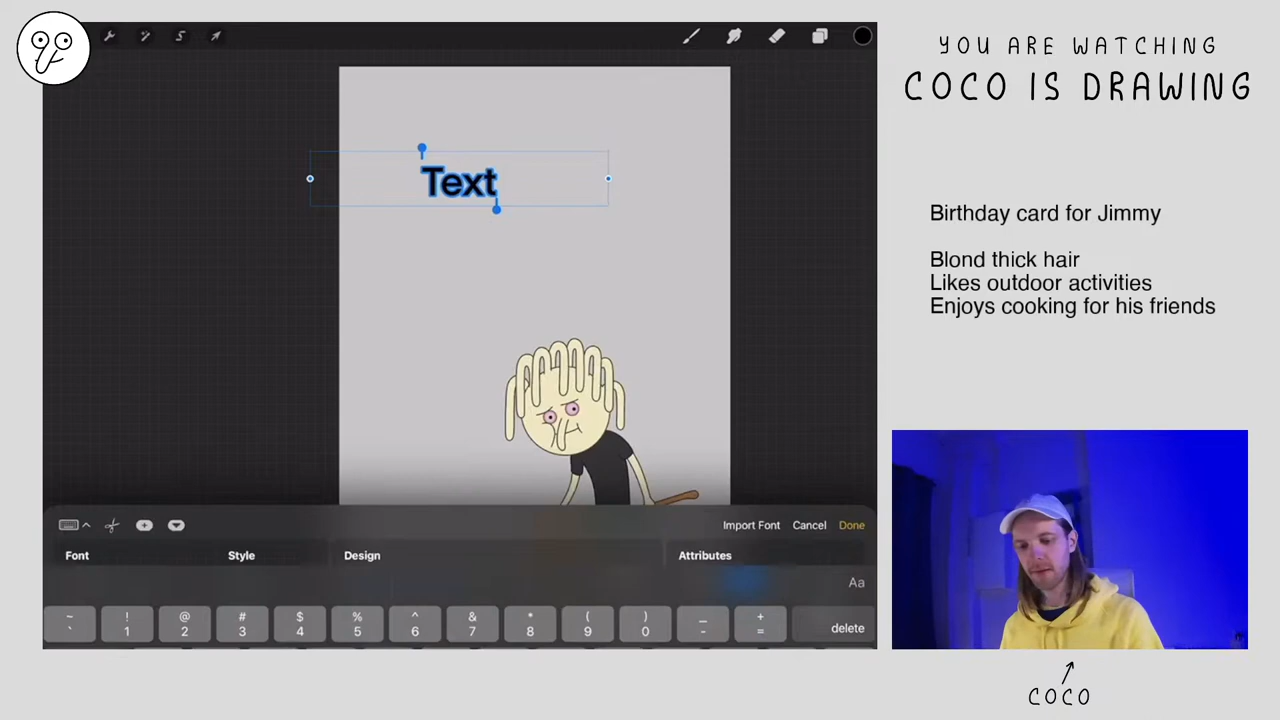 YOU ARE WATCHING
COCO IS DRAWING
Text
Birthday card for Jimmy
Blond thick hair
Likes outdoor activities
Enjoys cooking for his friends
Import Font Cancel Done
Font Style Design Attributes
Aa
~ ! @ # $ % ^ & * ( ) _ +
` 1 2 3 4 5 6 7 8 9 0 - = delete
COCO